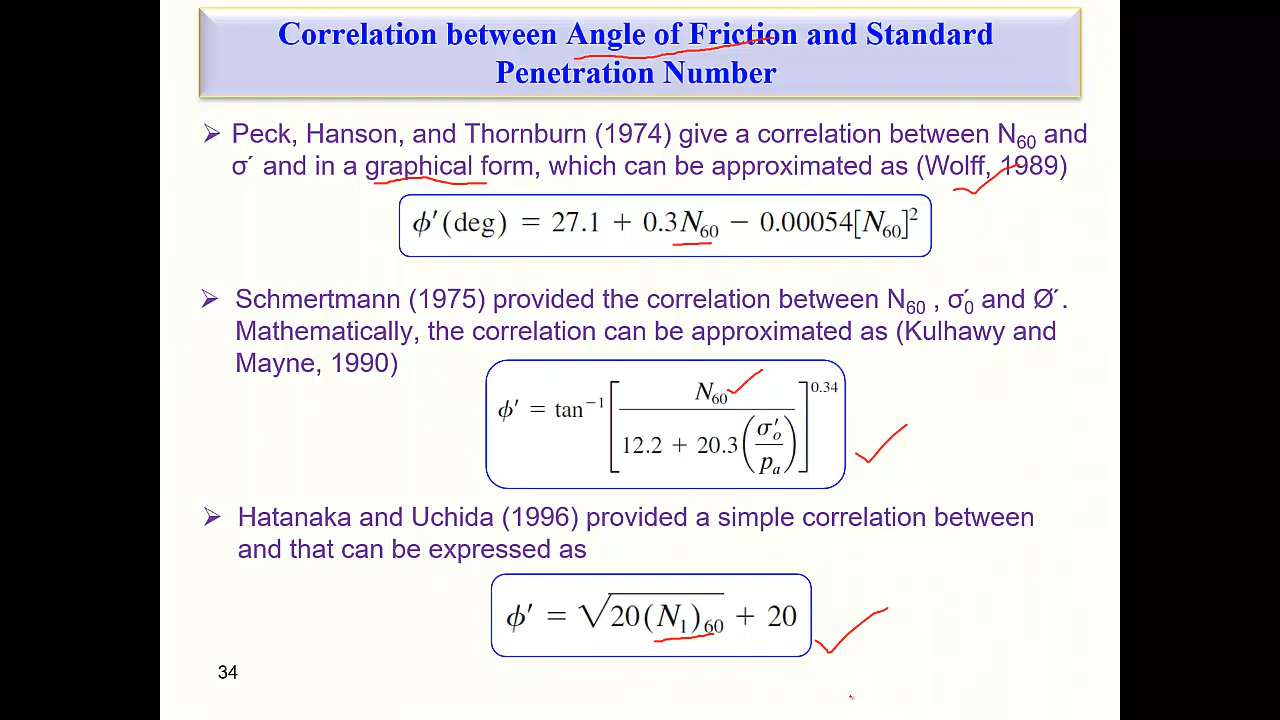 Correlation between Angle of Friction and Standard
Penetration Number
➢ Peck, Hanson, and Thornburn (1974) give a correlation between N60 and
σ´ and in a graphical form, which can be approximated as (Wolff, 1989)
ϕ′(deg) = 27.1 + 0.3N60 − 0.00054[N60]²
➢ Schmertmann (1975) provided the correlation between N60 , σ´0 and Ø´.
Mathematically, the correlation can be approximated as (Kulhawy and
Mayne, 1990)
ϕ′ = tan⁻¹ [ N60 / (12.2 + 20.3 (σ′o / pa)) ]^0.34
➢ Hatanaka and Uchida (1996) provided a simple correlation between
and that can be expressed as
ϕ′ = √20(N1)60 + 20
34